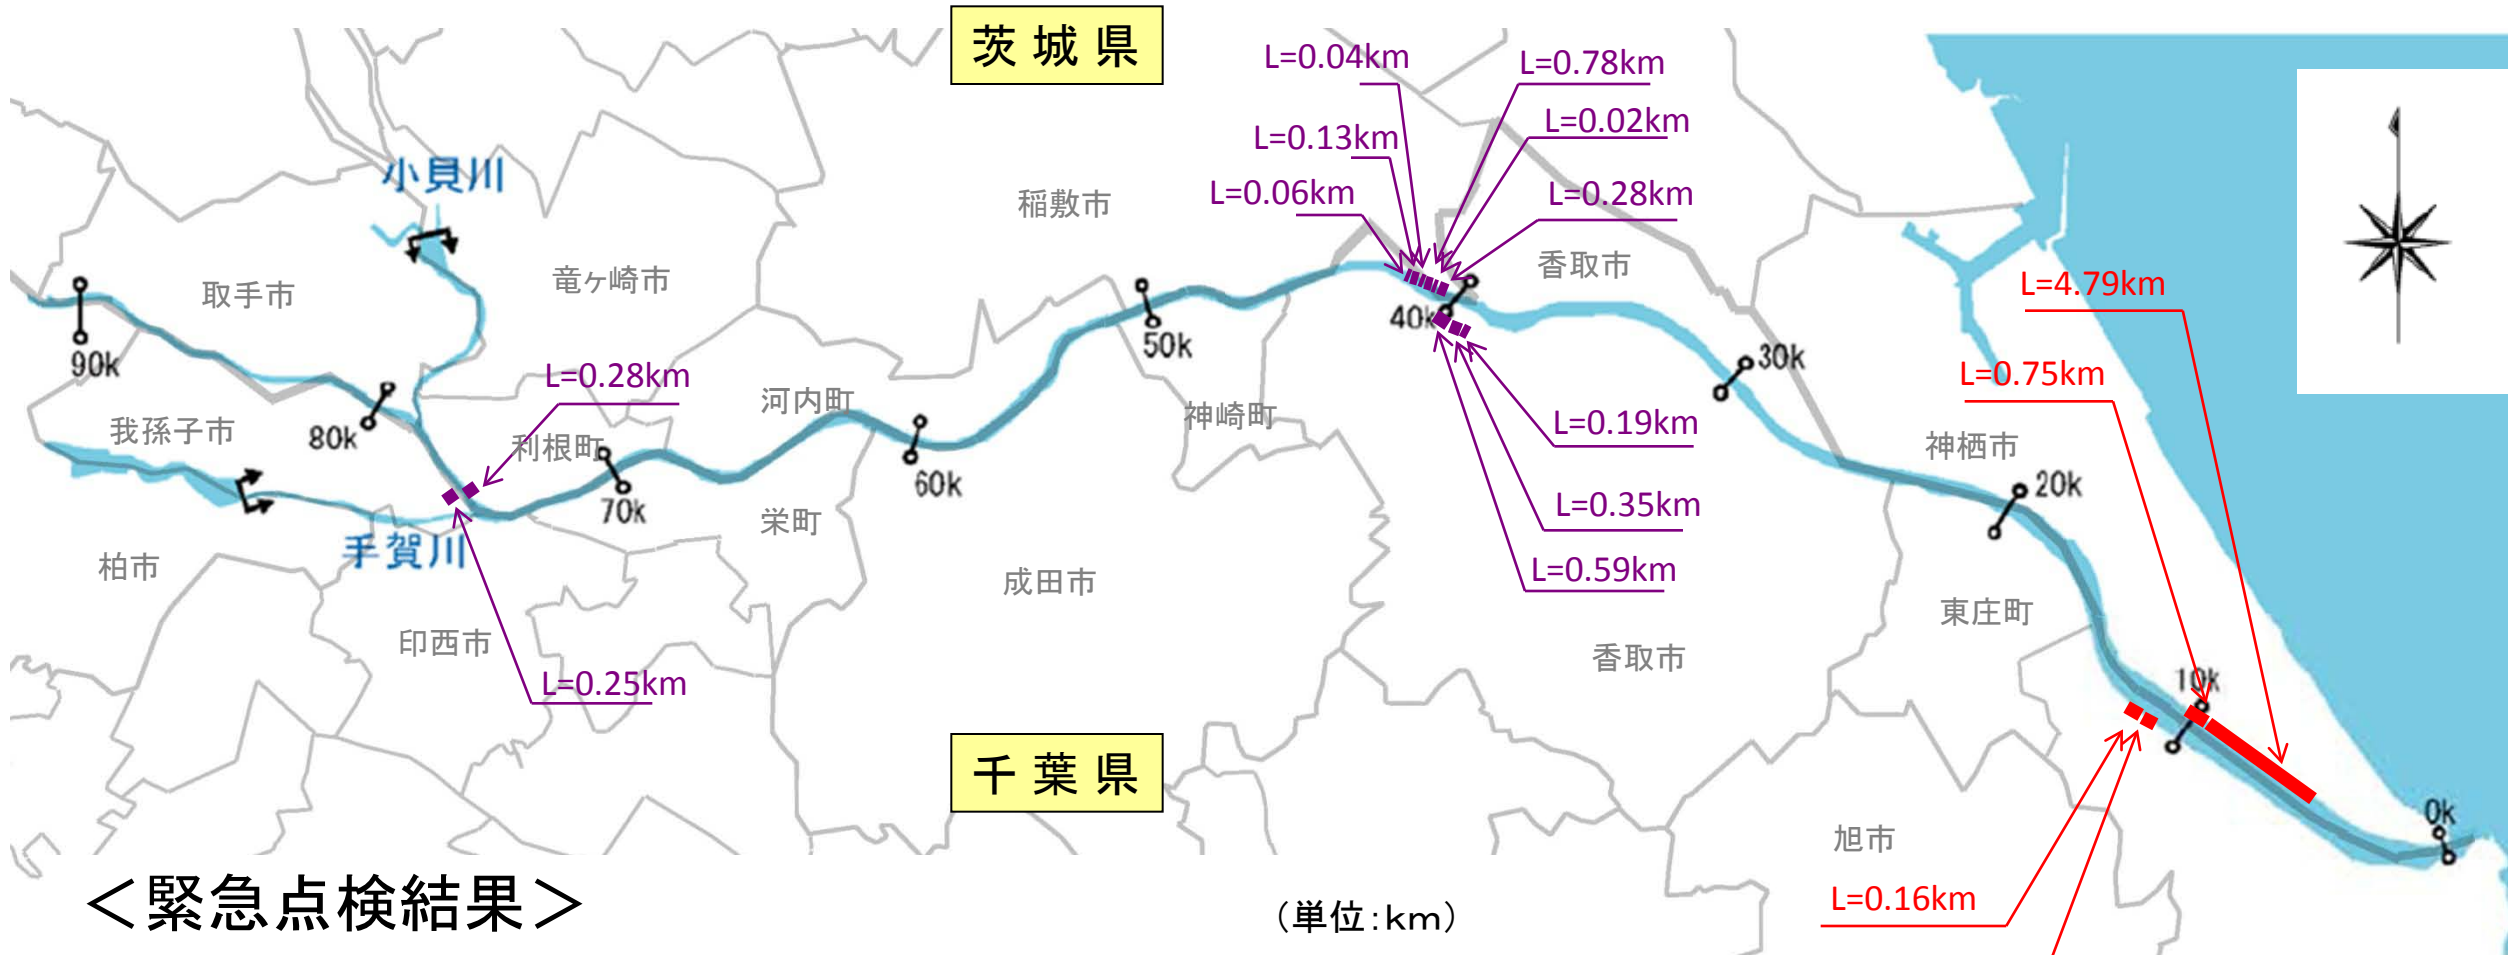 茨城県
L=0.04km
L=0.78km
L=0.13km
L=0.02km
L=0.06km
L=0.28km
小貝川
稲敷市
取手市
竜ヶ崎市
香取市
L=4.79km
90k
50k
40k
30k
L=0.75km
L=0.28km
河内町
神崎町
我孫子市
80k
利根町
L=0.19km
神栖市
70k
60k
20k
栄町
L=0.35km
手賀川
柏市
成田市
L=0.59km
東庄町
印西市
香取市
L=0.25km
10k
千葉県
0k
旭市
<緊急点検結果>
(単位:km)
L=0.16km